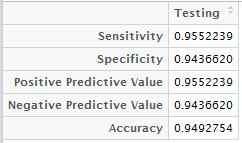 Testing
Sensitivity 0.9552239
Specificity 0.9436620
Positive Predictive Value 0.9552239
Negative Predictive Value 0.9436620
Accuracy 0.9492754